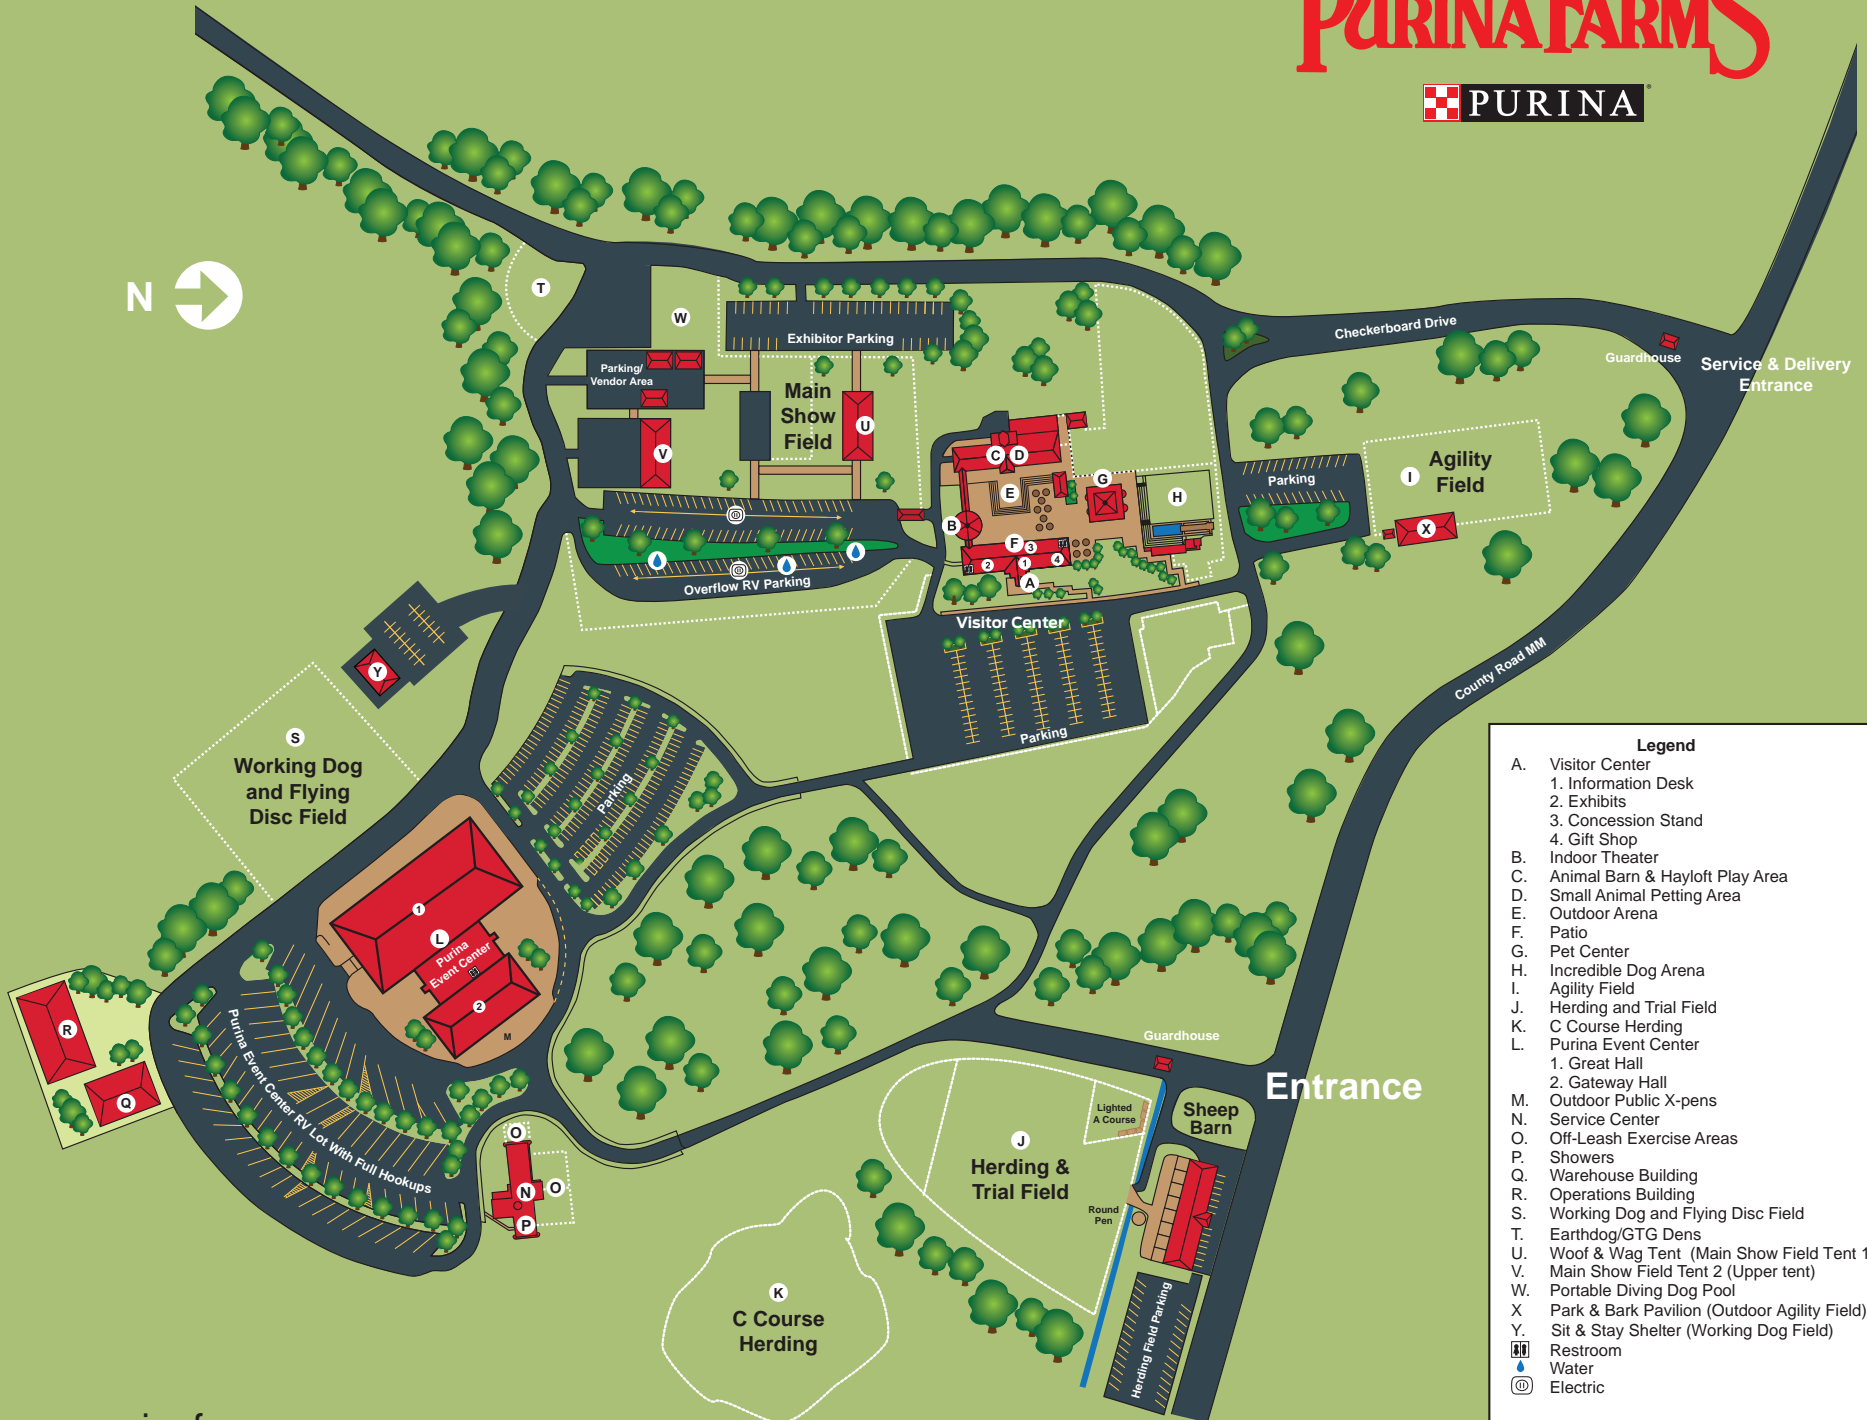 PURINA FARMS
PURINA
N
T
W
Exhibitor Parking
Parking/
Vendor Area
Main
Show
Field
U
V
Checkerboard Drive
Guardhouse
Service & Delivery
Entrance
C
D
E
G
H
B
F
3
2
1
4
A
Parking
I
Agility
Field
X
Overflow RV Parking
Visitor Center
Parking
County Road MM
Y
S
Working Dog
and Flying
Disc Field
Parking
1
L
Purina
Event Center
2
M
R
Q
Purina Event Center RV Lot With Full Hookups
O
N
O
P
Guardhouse
Entrance
Lighted
A Course
Sheep
Barn
J
Herding &
Trial Field
Round
Pen
K
C Course
Herding
Herding Field Parking
Legend
A. Visitor Center
1. Information Desk
2. Exhibits
3. Concession Stand
4. Gift Shop
B. Indoor Theater
C. Animal Barn & Hayloft Play Area
D. Small Animal Petting Area
E. Outdoor Arena
F. Patio
G. Pet Center
H. Incredible Dog Arena
I. Agility Field
J. Herding and Trial Field
K. C Course Herding
L. Purina Event Center
1. Great Hall
2. Gateway Hall
M. Outdoor Public X-pens
N. Service Center
O. Off-Leash Exercise Areas
P. Showers
Q. Warehouse Building
R. Operations Building
S. Working Dog and Flying Disc Field
T. Earthdog/GTG Dens
U. Woof & Wag Tent (Main Show Field Tent 1
V. Main Show Field Tent 2 (Upper tent)
W. Portable Diving Dog Pool
X Park & Bark Pavilion (Outdoor Agility Field)
Y. Sit & Stay Shelter (Working Dog Field)
Restroom
Water
Electric